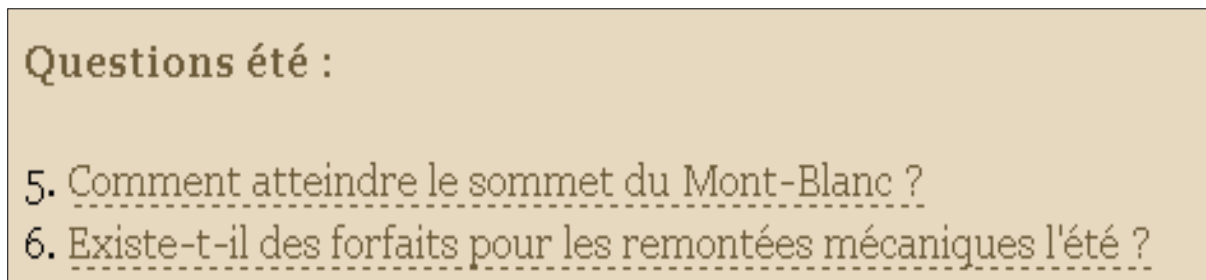 Questions été :
5. Comment atteindre le sommet du Mont-Blanc ?
6. Existe-t-il des forfaits pour les remontées mécaniques l'été ?